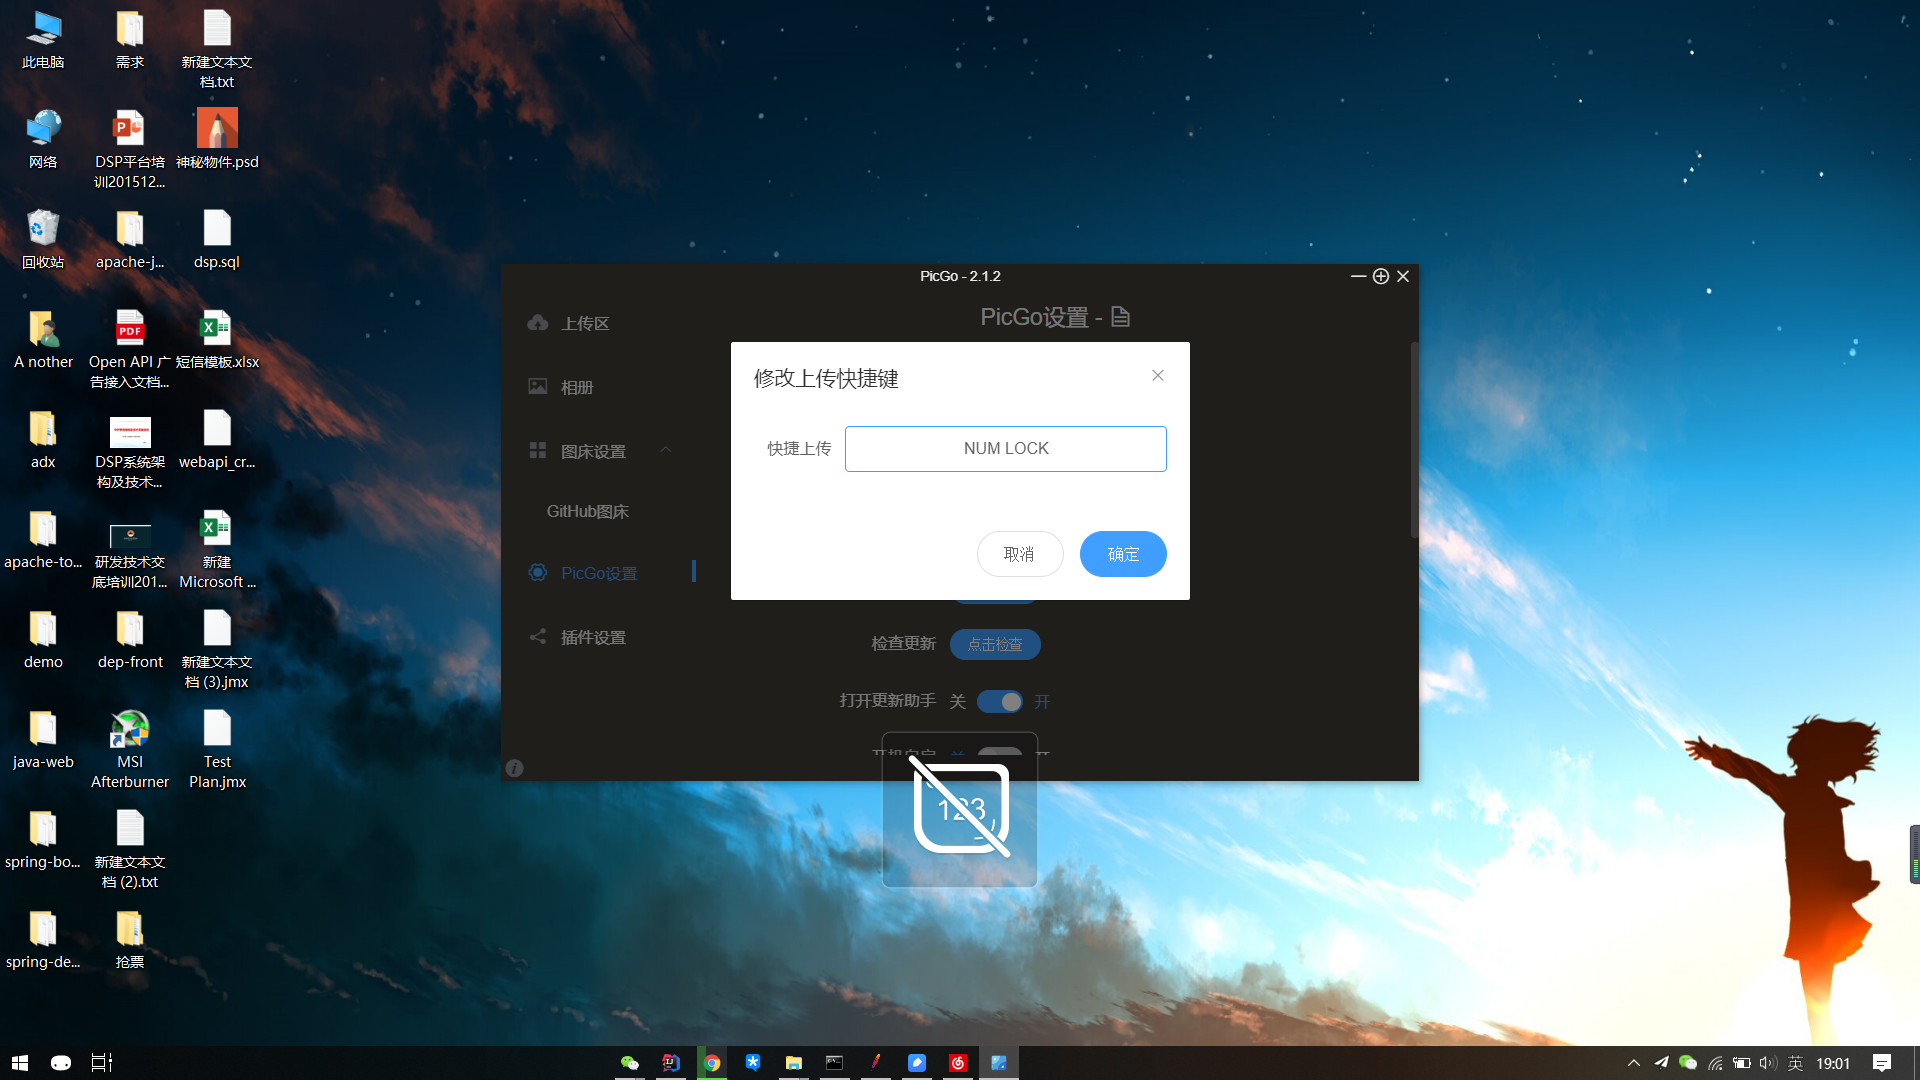 此电脑
需求
新建文本文
档.txt
网络
DSP平台培
训201512...
神秘物件.psd
回收站
apache-j...
dsp.sql
A nother
Open API 广
告接入文档...
短信模板.xlsx
adx
DSP系统架
构及技术...
webapi_cr...
apache-to...
研发技术交
底培训201...
新建
Microsoft ...
demo
dep-front
新建文本文
档 (3).jmx
java-web
MSI
Afterburner
Test
Plan.jmx
spring-bo...
新建文本文
档 (2).txt
spring-de...
抢票
PicGo - 2.1.2
上传区
相册
图床设置
GitHub图床
PicGo设置
插件设置
PicGo设置 -
修改上传快捷键
快捷上传
NUM LOCK
取消
确定
检查更新
点击检查
打开更新助手
关
开
123
英
19:01